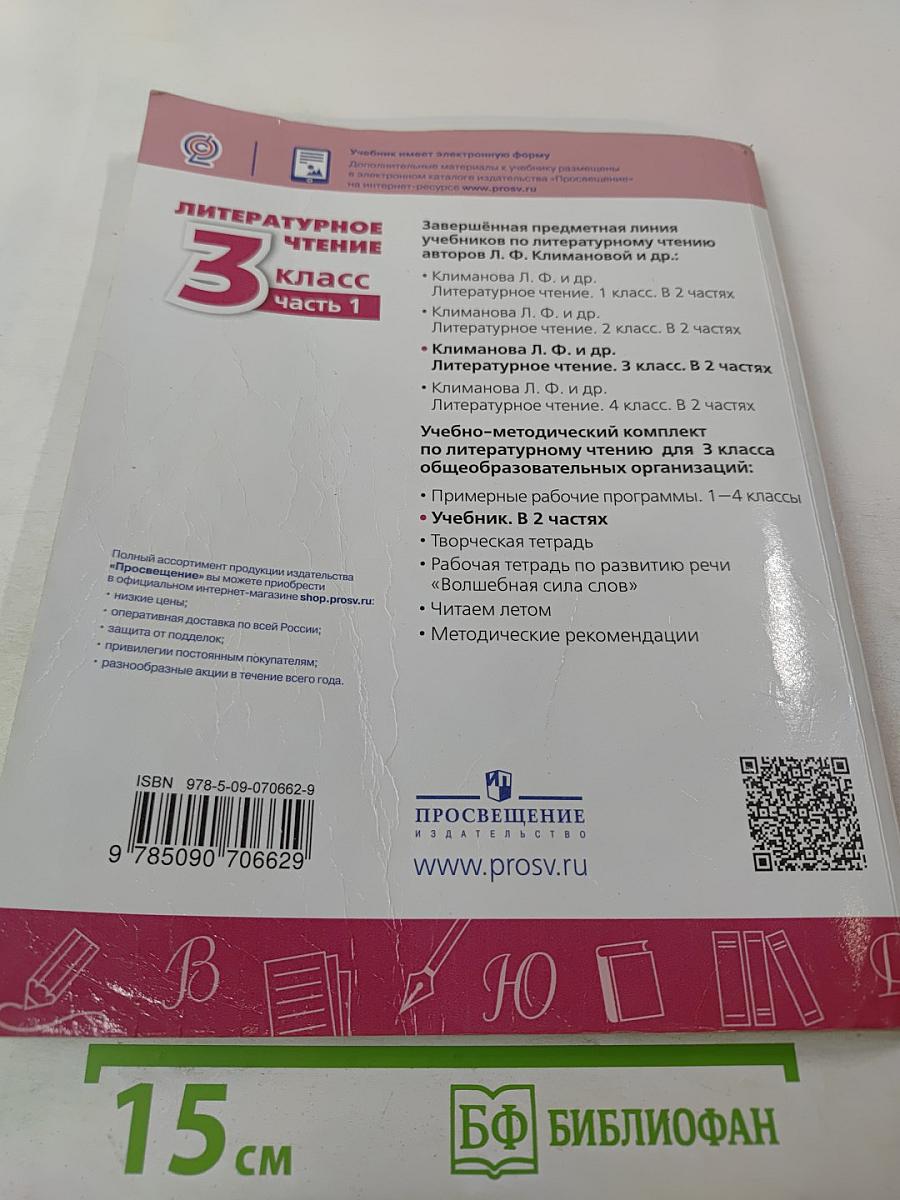 Учебник имеет электронную форму
Дополнительные материалы к учебнику размещены
в электронном каталоге издательства «Просвещение»
на интернет-ресурсе www.prosv.ru
ЛИТЕРАТУРНОЕ
ЧТЕНИЕ
3
класс
часть 1
Завершённая предметная линия
учебников по литературному чтению
авторов Л. Ф. Климановой и др.:
• Климанова Л. Ф. и др.
Литературное чтение. 1 класс. В 2 частях
• Климанова Л. Ф. и др.
Литературное чтение. 2 класс. В 2 частях
• Климанова Л. Ф. и др.
Литературное чтение. 3 класс. В 2 частях
• Климанова Л. Ф. и др.
Литературное чтение. 4 класс. В 2 частях
Учебно-методический комплект
по литературному чтению для 3 класса
общеобразовательных организаций:
• Примерные рабочие программы. 1—4 классы
• Учебник. В 2 частях
• Творческая тетрадь
• Рабочая тетрадь по развитию речи
«Волшебная сила слов»
• Читаем летом
• Методические рекомендации
Полный ассортимент продукции издательства
«Просвещение» вы можете приобрести
в официальном интернет-магазине shop.prosv.ru:
• низкие цены;
• оперативная доставка по всей России;
• защита от подделок;
• привилегии постоянным покупателям;
• разнообразные акции в течение всего года.
ISBN 978-5-09-070662-9
9 785090 706629
ПРОСВЕЩЕНИЕ
ИЗДАТЕЛЬСТВО
www.prosv.ru
В Ю
15 см
БФ БИБЛИОФАН